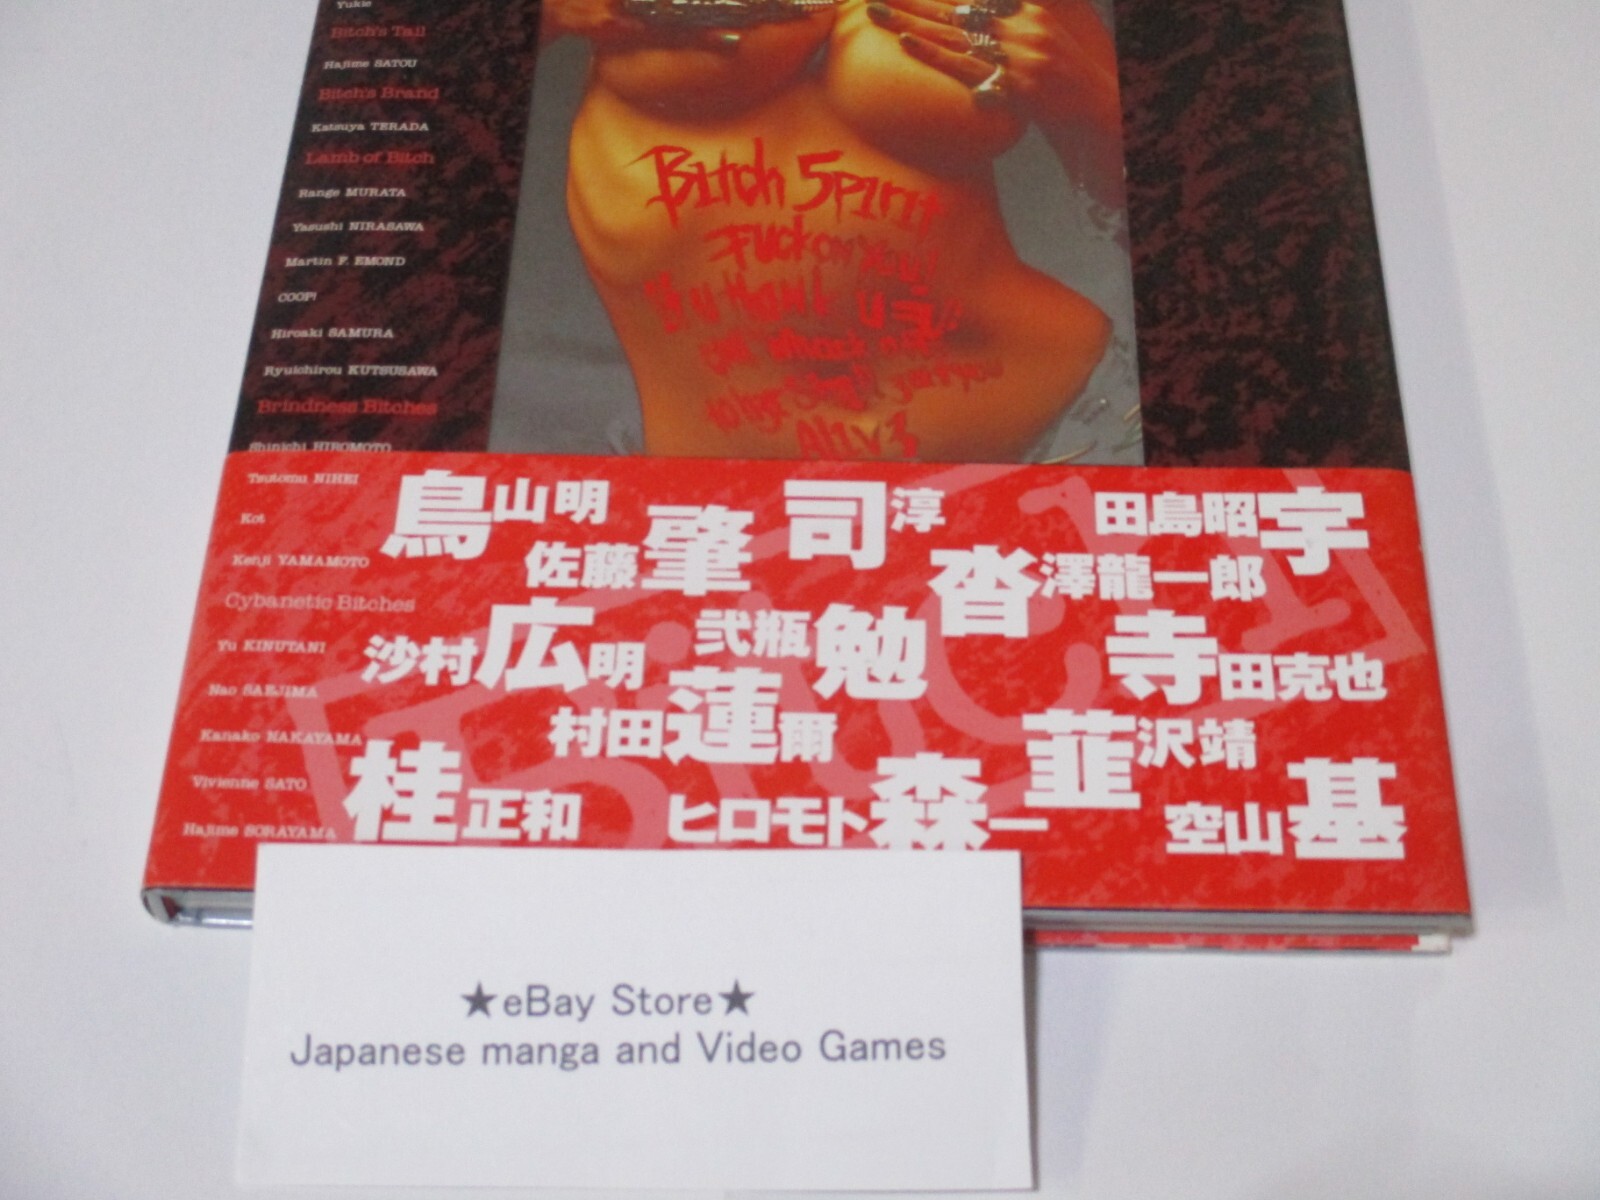 Yukie
Bitch's Tail
Hajime SATOU
Bitch's Brand
Katsuya TERADA
Lamb of Bitch
Range MURATA
Yasushi NIRASAWA
Martin F. EMOND
COOP!
Hiroaki SAMURA
Ryuichirou KUTSUSAWA
Brindness Bitches
Shinichi HIROMOTO
Tsutomu NIHEI
Kot
Kenji YAMAMOTO
Cybanetic Bitches
Yu KINUTANI
Nao SAEJIMA
Kanako NAKAYAMA
Vivienne SATO
Hajime SORAYAMA
Bitch Spirit
Fuck on you!
鳥山明
司淳
田島昭宇
佐藤肇
沓澤龍一郎
沙村広明
弐瓶勉
寺田克也
村田蓮爾
韮沢靖
桂正和
ヒロモト森一
空山基
Bitch
★eBay Store★
Japanese manga and Video Games